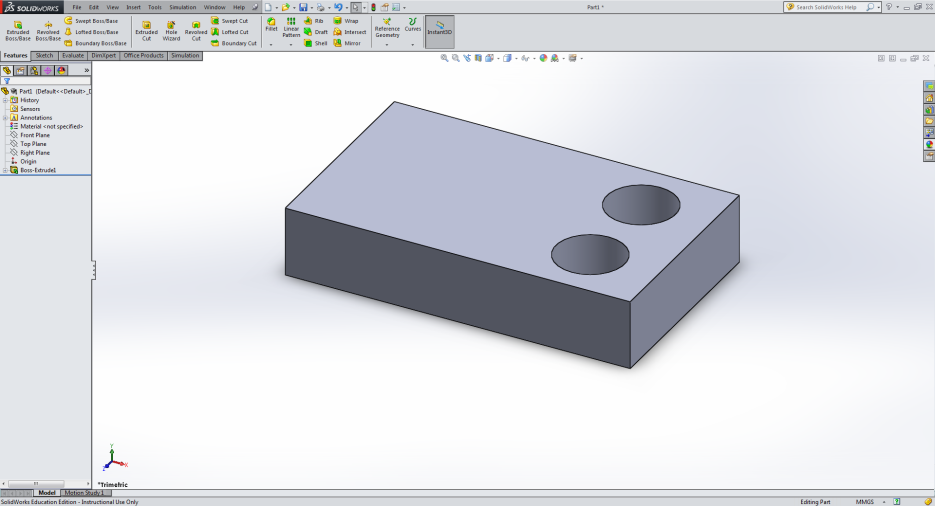 SOLIDWORKS File Edit View Insert Tools Simulation Window Help Part1 * Search SolidWorks Help
Extruded Boss/Base
Revolved Boss/Base
Swept Boss/Base
Lofted Boss/Base
Boundary Boss/Base
Extruded Cut
Hole Wizard
Revolved Cut
Swept Cut
Lofted Cut
Boundary Cut
Fillet
Linear Pattern
Rib
Draft
Shell
Wrap
Intersect
Mirror
Reference Geometry
Curves
Instant3D
Features Sketch Evaluate DimXpert Office Products Simulation
Part1 (Default<<Default>_D
History
Sensors
Annotations
Material <not specified>
Front Plane
Top Plane
Right Plane
Origin
Boss-Extrude1
Y
X
Z
*Trimetric
Model Motion Study 1
SolidWorks Education Edition - Instructional Use Only Editing Part MMGS